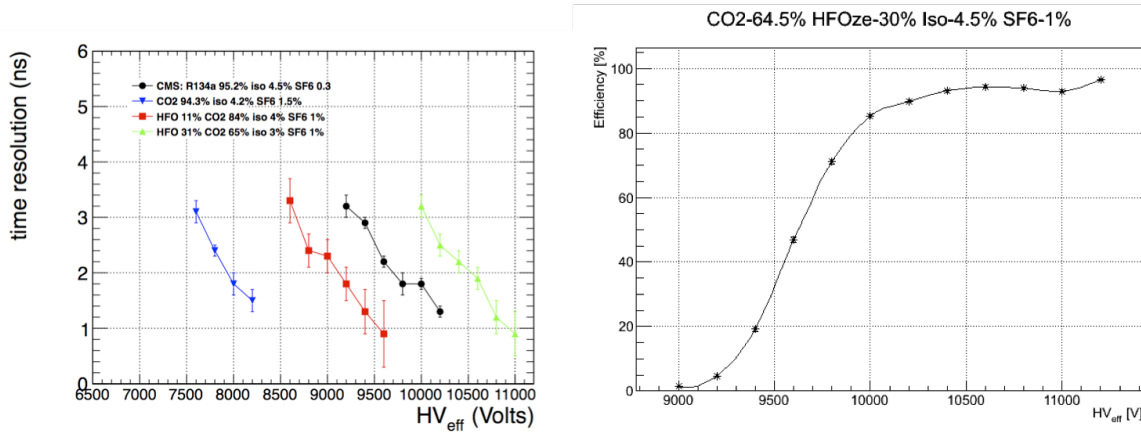 time resolution (ns)
6
5
4
3
2
1
0
CMS: R134a 95.2% iso 4.5% SF6 0.3
CO2 94.3% iso 4.2% SF6 1.5%
HFO 11% CO2 84% iso 4% SF6 1%
HFO 31% CO2 65% iso 3% SF6 1%
6500 7000 7500 8000 8500 9000 9500 10000 10500 11000
HVeff (Volts)
CO2-64.5% HFOze-30% Iso-4.5% SF6-1%
Efficiency [%]
100
80
60
40
20
0
9000 9500 10000 10500 11000
HVeff [V]